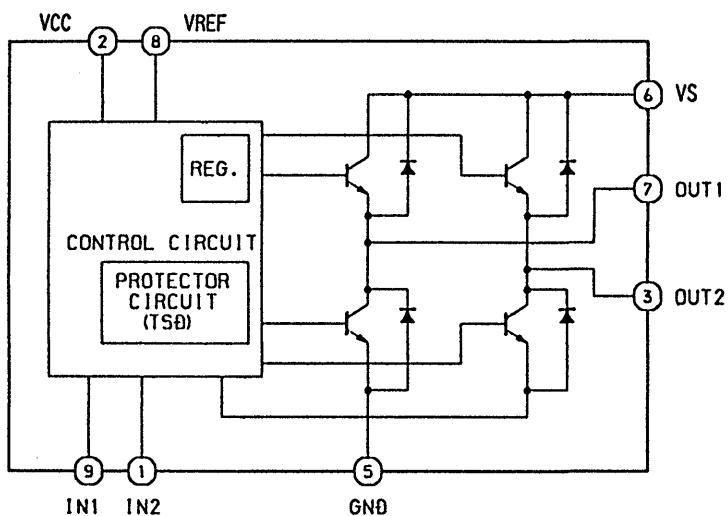 VCC 2 8 VREF
6 VS
REG.
7 OUT1
CONTROL CIRCUIT
PROTECTOR
CIRCUIT
(TSD)
3 OUT2
9 1 5
IN1 IN2 GND